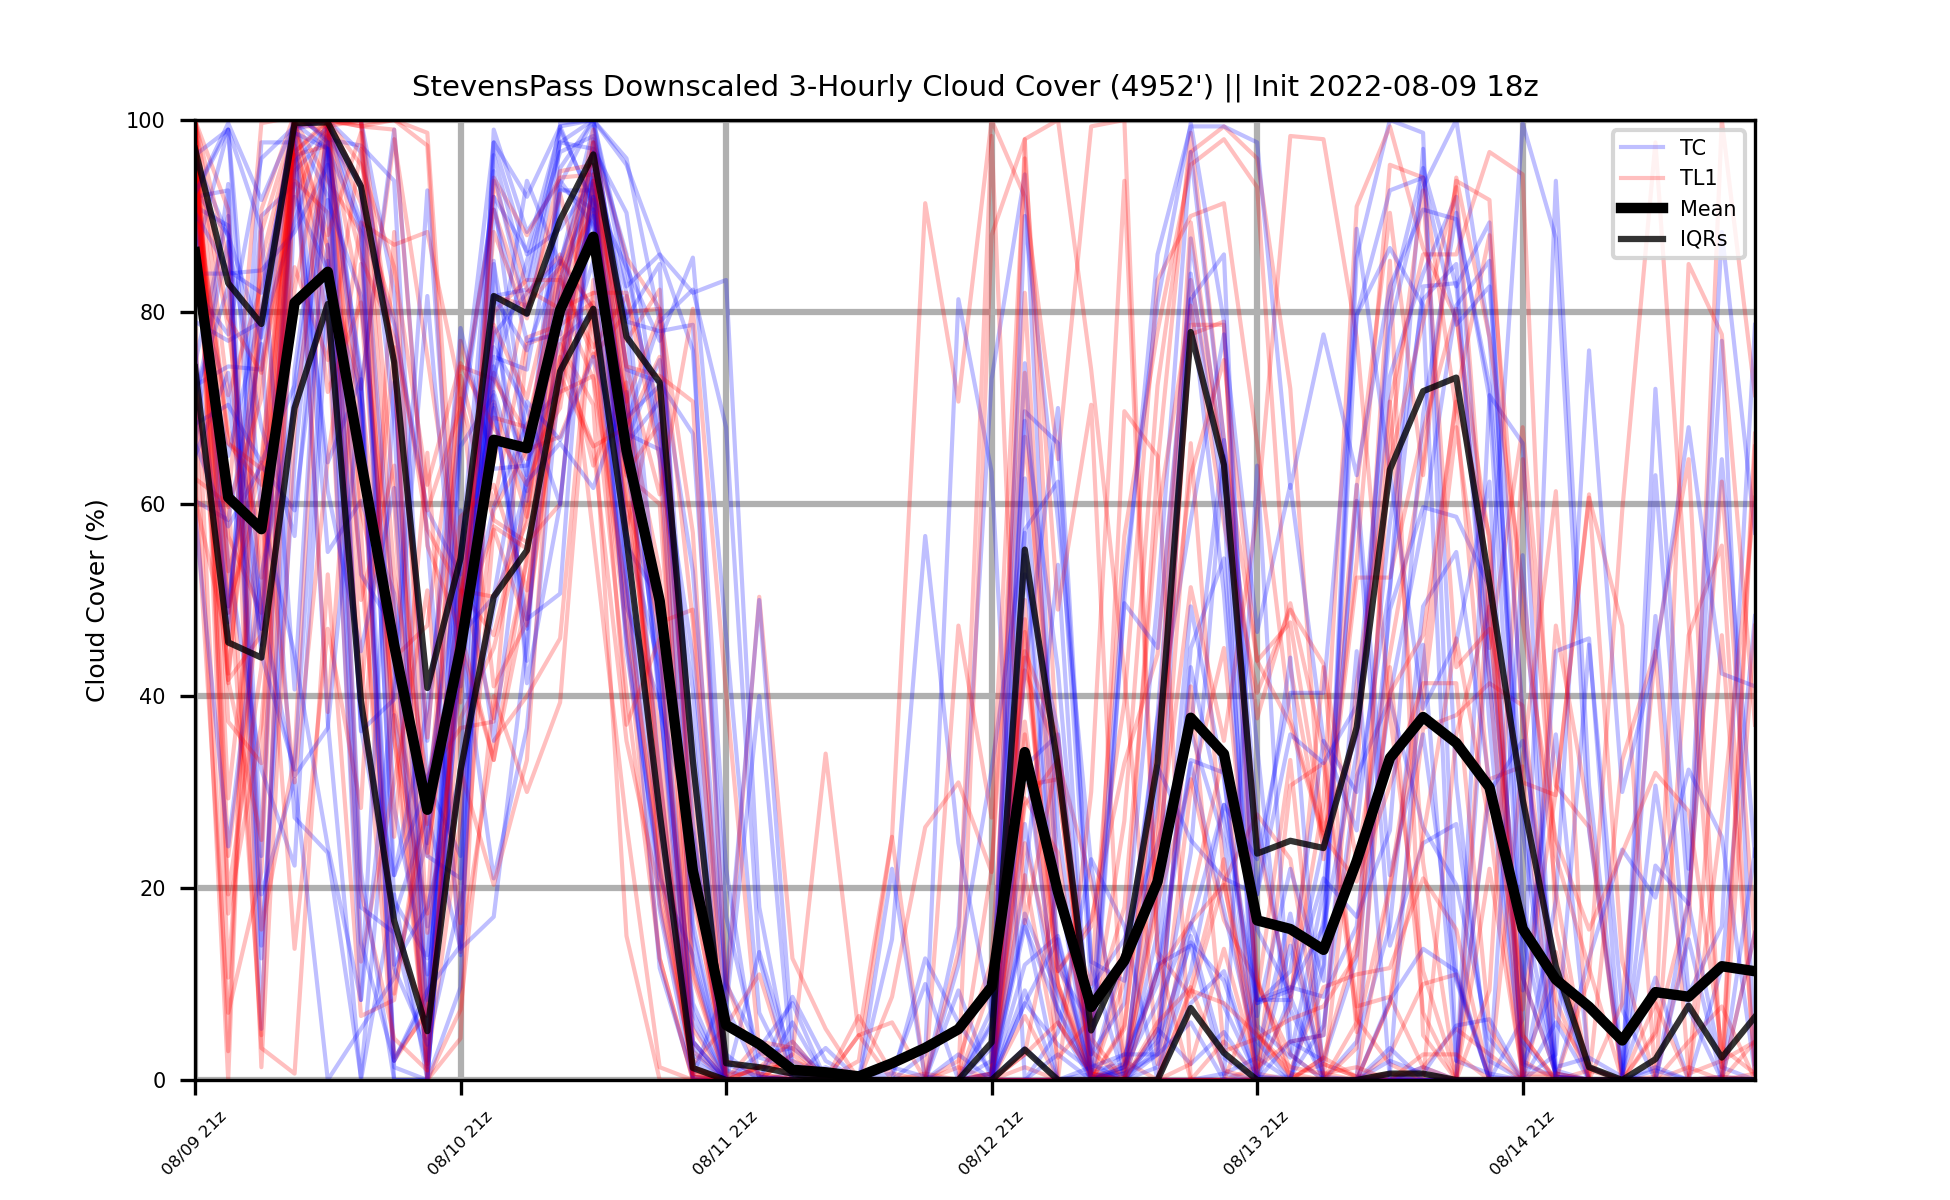 StevensPass Downscaled 3-Hourly Cloud Cover (4952') || Init 2022-08-09 18z
TC
TL1
Mean
IQRs
Cloud Cover (%)
100
80
60
40
20
0
08/09 21z
08/10 21z
08/11 21z
08/12 21z
08/13 21z
08/14 21z